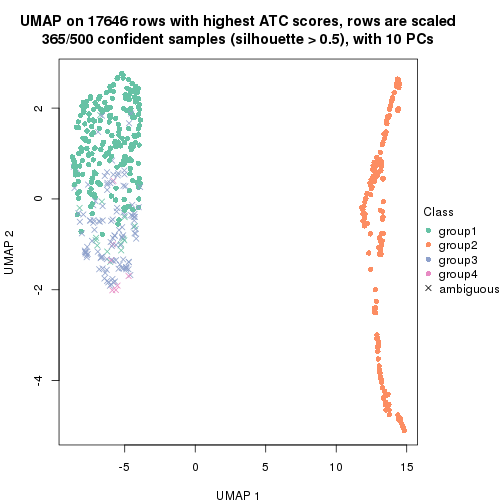 UMAP on 17646 rows with highest ATC scores, rows are scaled
365/500 confident samples (silhouette > 0.5), with 10 PCs
2
0
-2
-4
UMAP 2
-5
0
5
10
15
UMAP 1
Class
group1
group2
group3
group4
ambiguous